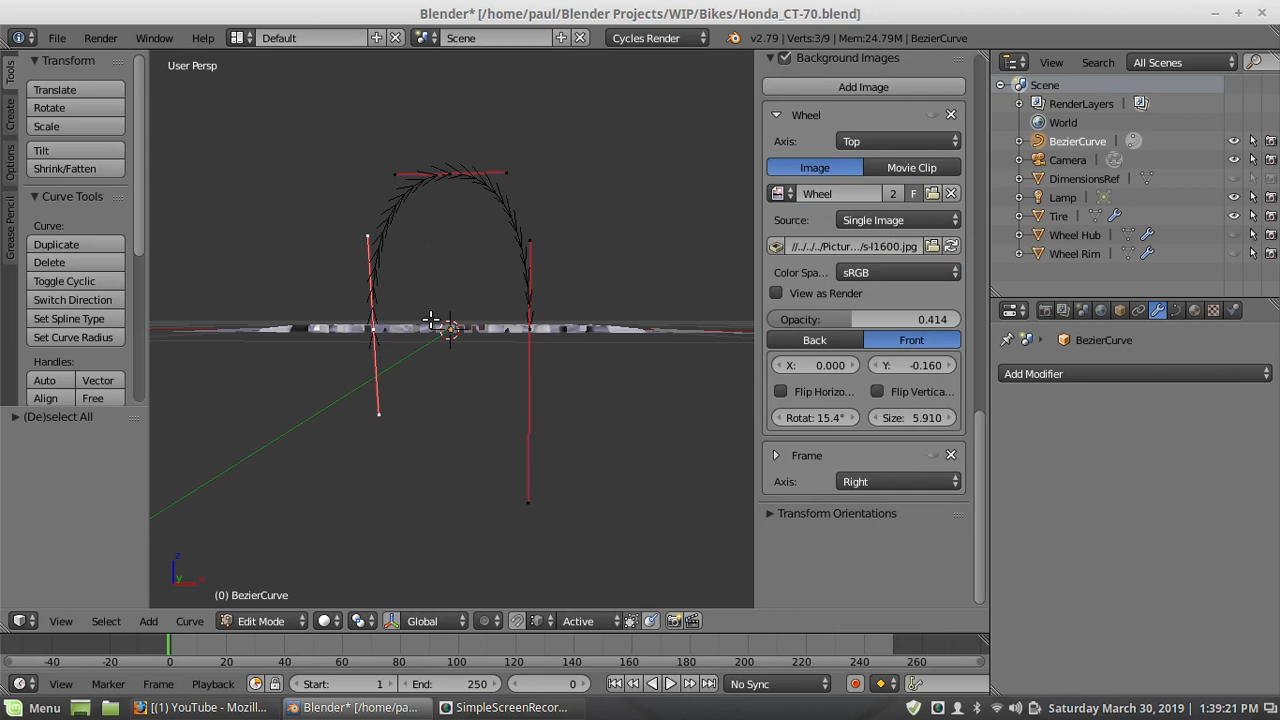 Blender* [/home/paul/Blender Projects/WIP/Bikes/Honda_CT-70.blend]
File Render Window Help Default Scene Cycles Render v2.79 | Verts:3/9 | Mem:24.79M | BezierCurve
Tools
Create
Options
Grease Pencil
Transform
Translate
Rotate
Scale
Tilt
Shrink/Fatten
Curve Tools
Curve:
Duplicate
Delete
Toggle Cyclic
Switch Direction
Set Spline Type
Set Curve Radius
Handles:
Auto Vector
Align Free
(De)select All
User Persp
z
y x
(0) BezierCurve
Background Images
Add Image
Wheel
Axis: Top
Image Movie Clip
Wheel 2 F
Source: Single Image
//../../../Pictur.../s-l1600.jpg
Color Spa... sRGB
View as Render
Opacity: 0.414
Back Front
X: 0.000 Y: -0.160
Flip Horizo... Flip Vertica...
Rotat: 15.4° Size: 5.910
Frame
Axis: Right
Transform Orientations
View Search All Scenes
Scene
RenderLayers
World
BezierCurve
Camera
DimensionsRef
Lamp
Tire
Wheel Hub
Wheel Rim
BezierCurve
Add Modifier
View Select Add Curve Edit Mode Global Active
-40 -20 0 20 40 60 80 100 120 140 160 180 200 220 240 260
View Marker Frame Playback Start: 1 End: 250 0 No Sync
Menu [(1) YouTube - Mozill... Blender* [/home/pa... SimpleScreenRecor... Saturday March 30, 2019 - 1:39:21 PM